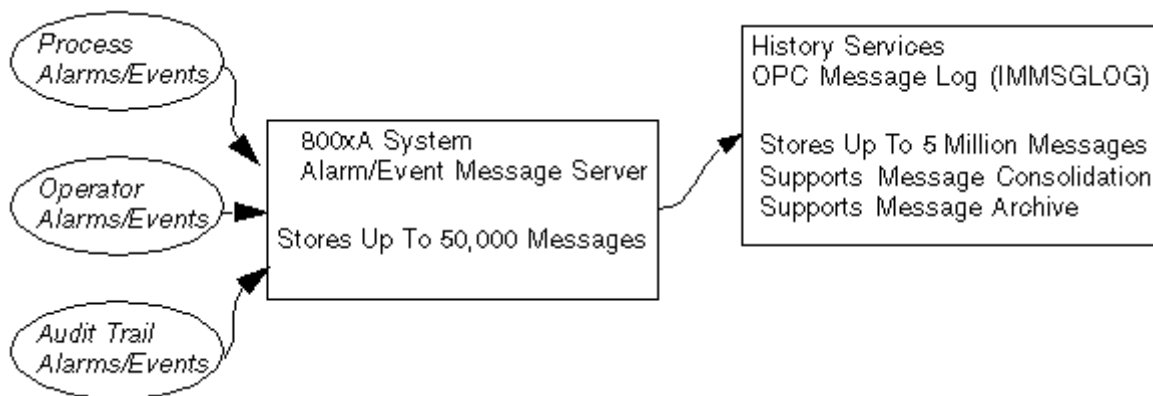 Process
Alarms/Events
Operator
Alarms/Events
Audit Trail
Alarms/Events
800xA System
Alarm/Event Message Server
Stores Up To 50,000 Messages
History Services
OPC Message Log (IMMSGLOG)
Stores Up To 5 Million Messages
Supports Message Consolidation
Supports Message Archive